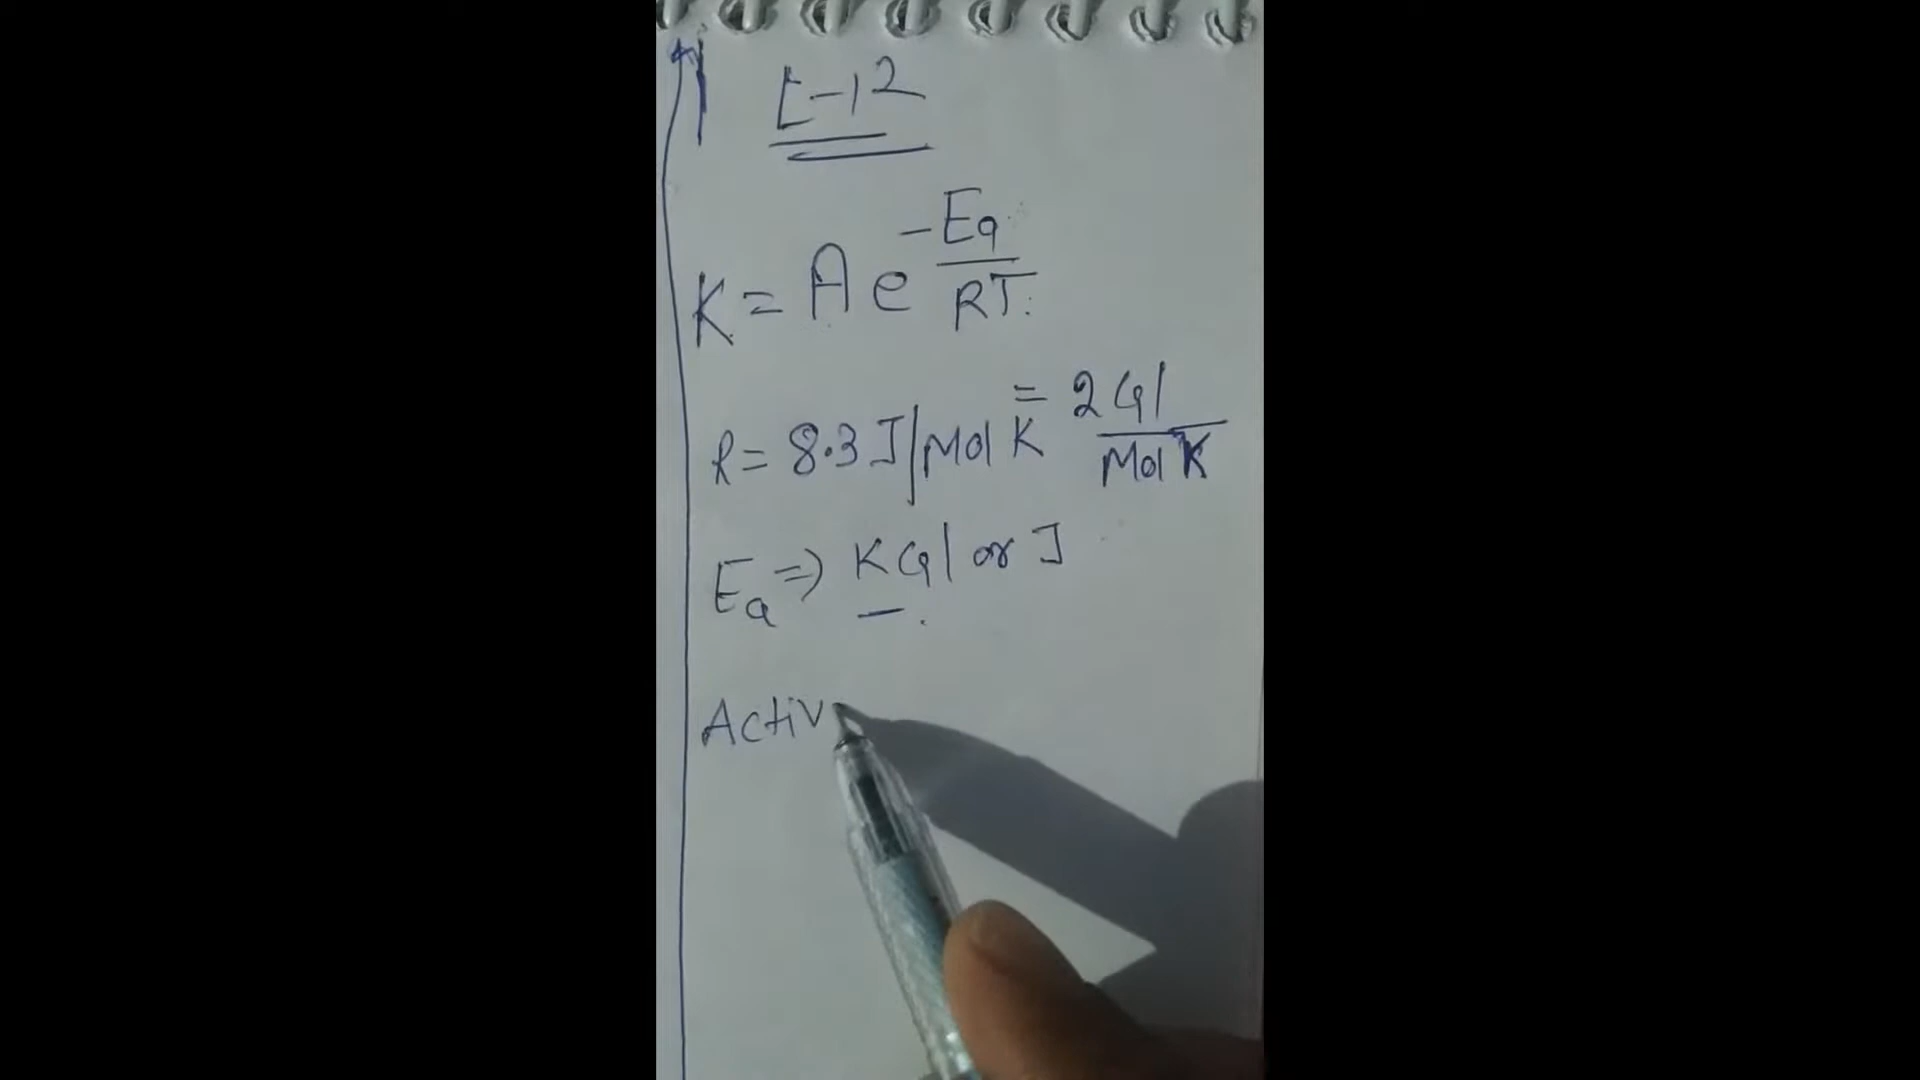 L-12
K = A e^{-Ea/RT}
R = 8.3 J/Mol K = 2 Cal/Mol K
Ea ⇒ KCal or J
Activ